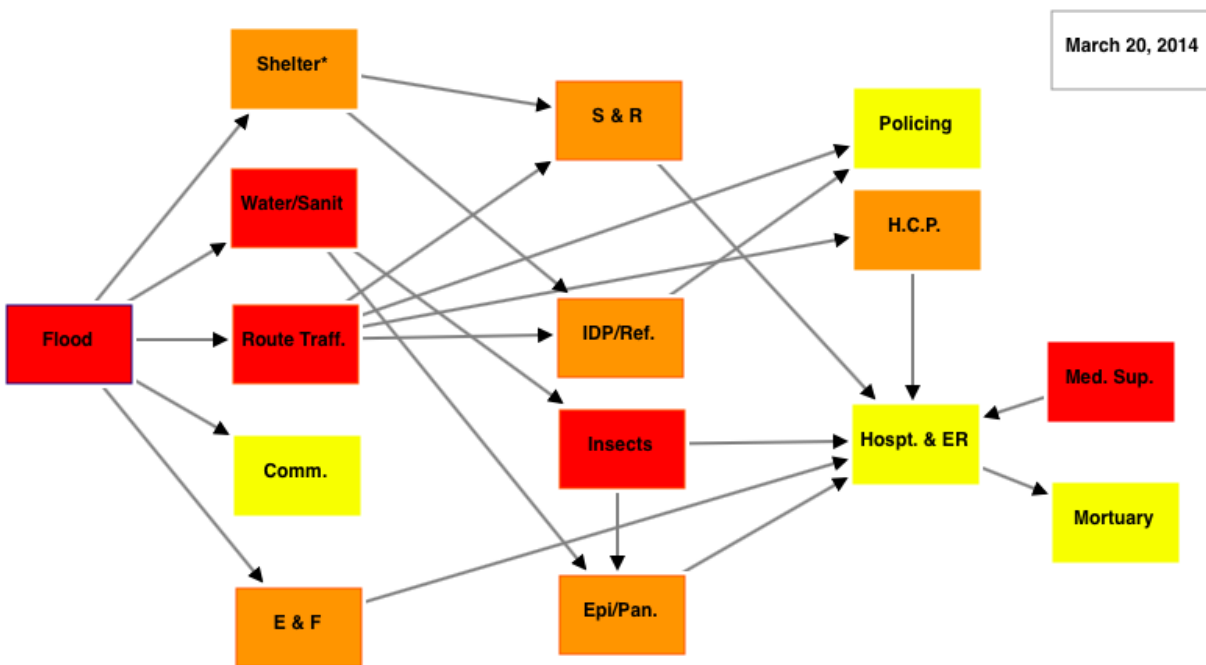 March 20, 2014
Shelter*
S & R
Policing
Water/Sanit
H.C.P.
Flood
Route Traff.
IDP/Ref.
Med. Sup.
Comm.
Insects
Hospt. & ER
Mortuary
E & F
Epi/Pan.